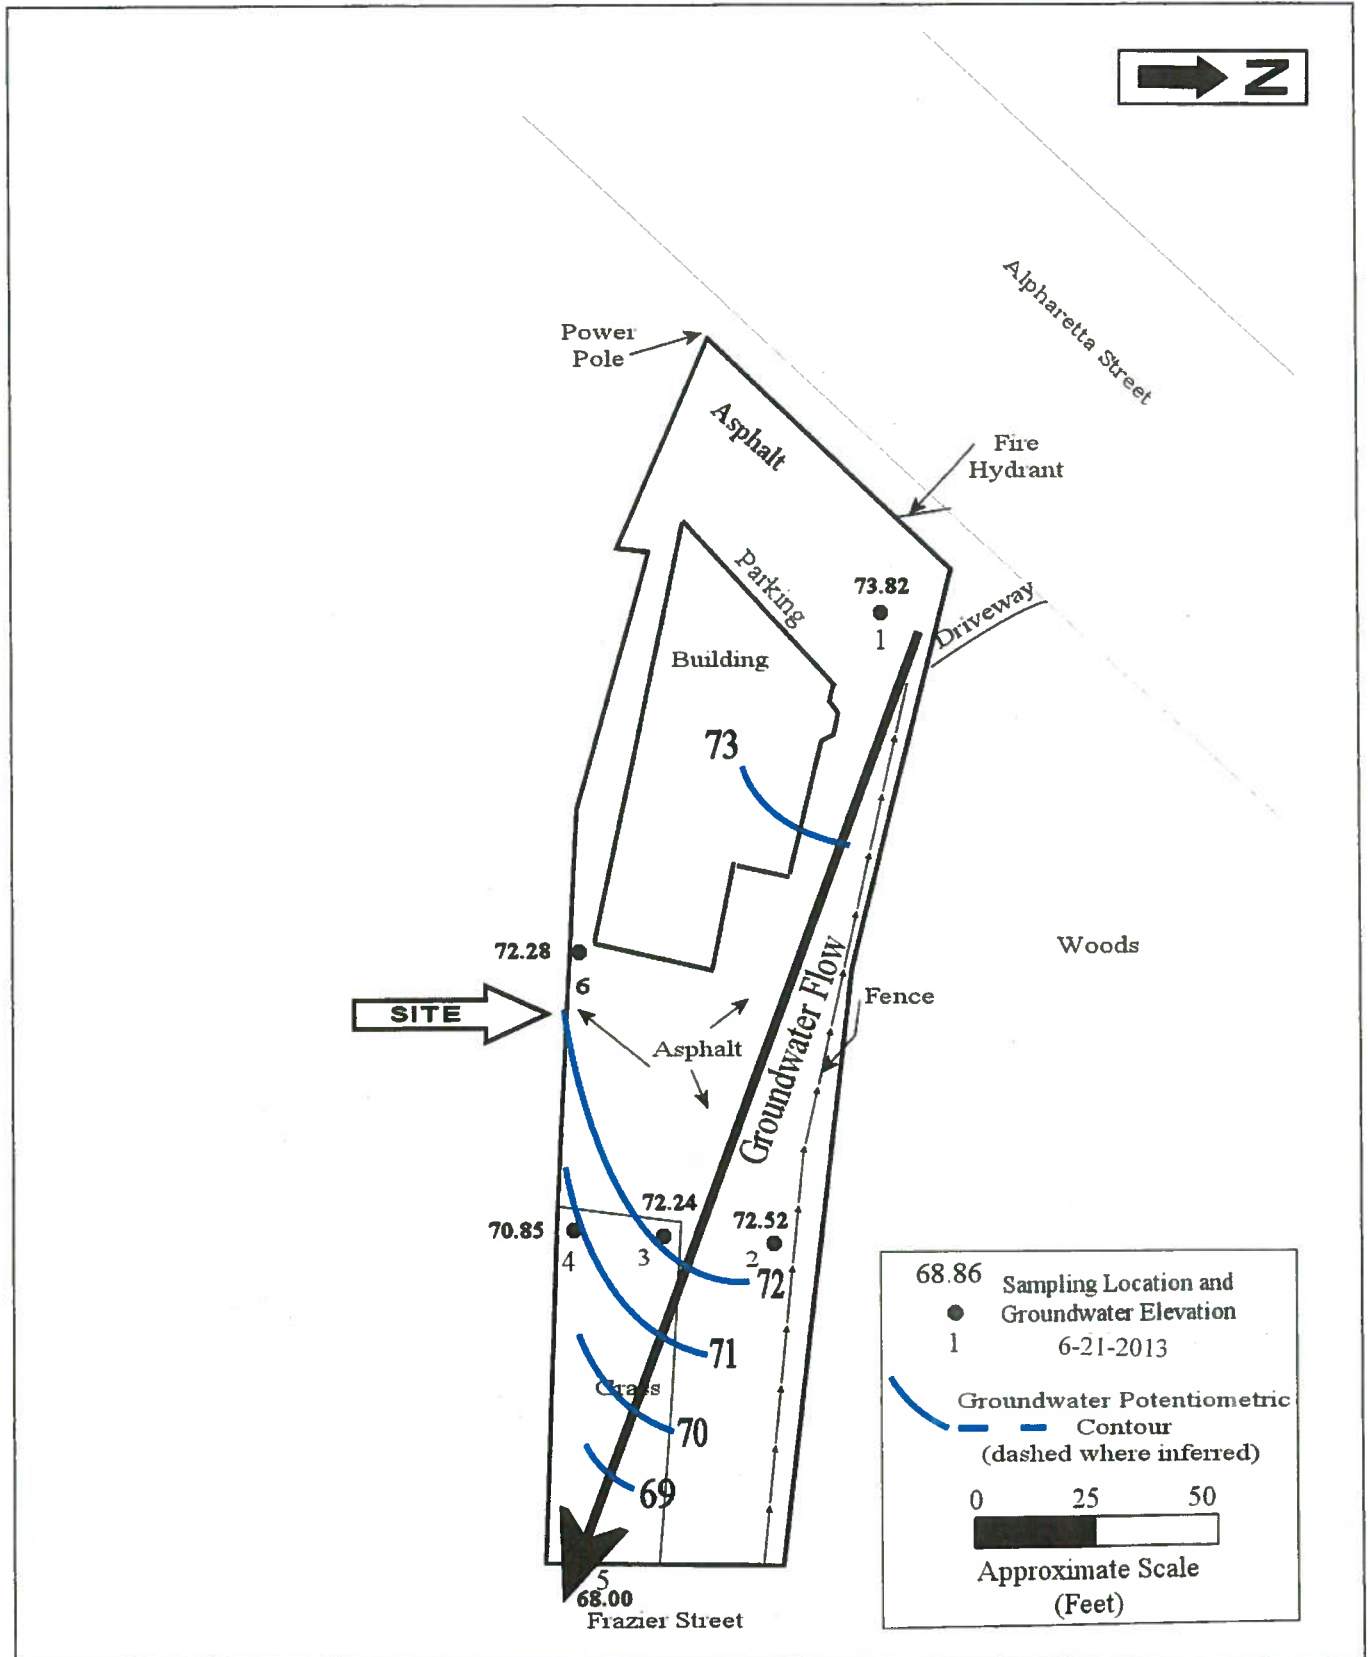 N
Alpharetta Street
Power
Pole
Asphalt
Fire
Hydrant
Parking
73.82
1
Driveway
Building
73
72.28
6
Woods
SITE
Groundwater Flow
Fence
Asphalt
72.24
70.85
72.52
4
3
2
72
71
Grass
70
69
5
68.00
Frazier Street
68.86
Sampling Location and
Groundwater Elevation
1
6-21-2013
Groundwater Potentiometric
Contour
(dashed where inferred)
0 25 50
Approximate Scale
(Feet)